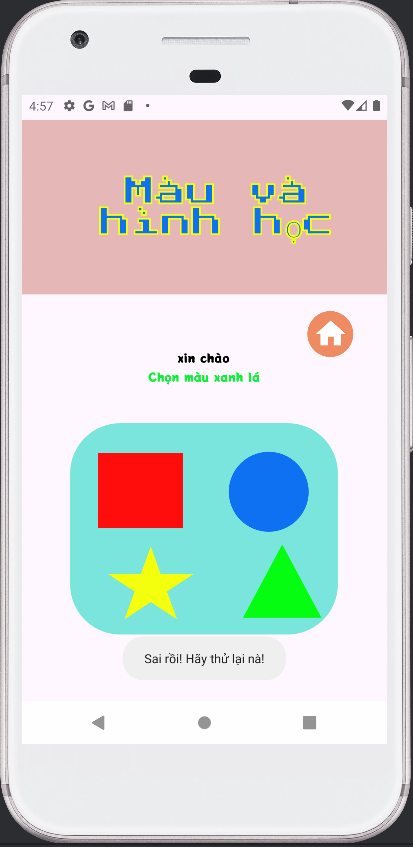 4:57
Màu và
hình học
xin chào
Chọn màu xanh lá
Sai rồi! Hãy thử lại nà!